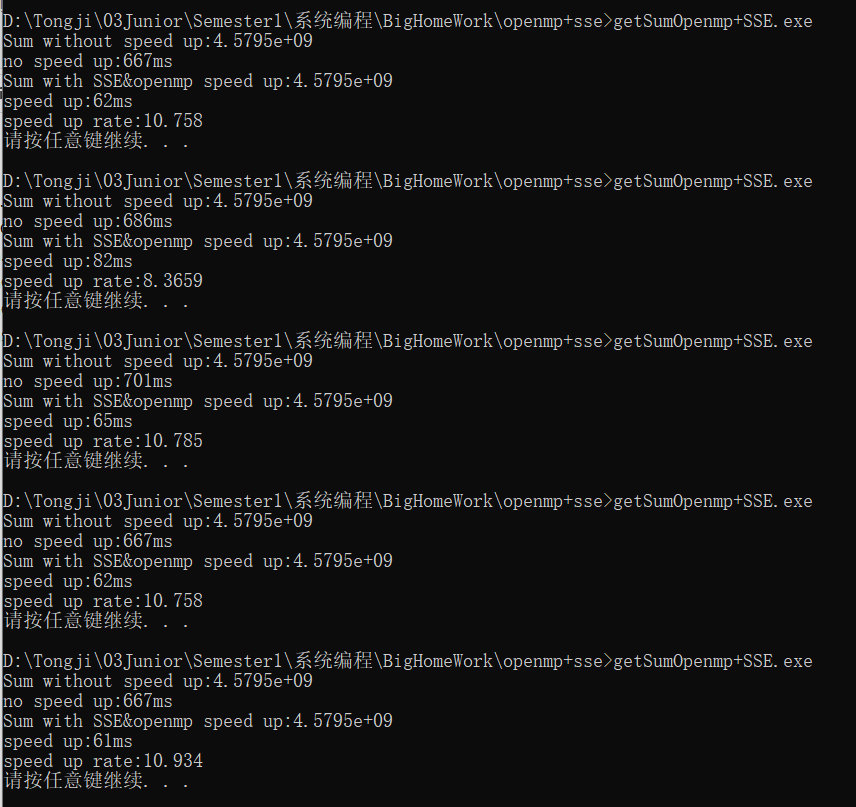 D:\Tongji\03Junior\Semester1\系统编程\BigHomeWork\openmp+sse>getSumOpenmp+SSE.exe
Sum without speed up:4.5795e+09
no speed up:667ms
Sum with SSE&openmp speed up:4.5795e+09
speed up:62ms
speed up rate:10.758
请按任意键继续. . .
D:\Tongji\03Junior\Semester1\系统编程\BigHomeWork\openmp+sse>getSumOpenmp+SSE.exe
Sum without speed up:4.5795e+09
no speed up:686ms
Sum with SSE&openmp speed up:4.5795e+09
speed up:82ms
speed up rate:8.3659
请按任意键继续. . .
D:\Tongji\03Junior\Semester1\系统编程\BigHomeWork\openmp+sse>getSumOpenmp+SSE.exe
Sum without speed up:4.5795e+09
no speed up:701ms
Sum with SSE&openmp speed up:4.5795e+09
speed up:65ms
speed up rate:10.785
请按任意键继续. . .
D:\Tongji\03Junior\Semester1\系统编程\BigHomeWork\openmp+sse>getSumOpenmp+SSE.exe
Sum without speed up:4.5795e+09
no speed up:667ms
Sum with SSE&openmp speed up:4.5795e+09
speed up:62ms
speed up rate:10.758
请按任意键继续. . .
D:\Tongji\03Junior\Semester1\系统编程\BigHomeWork\openmp+sse>getSumOpenmp+SSE.exe
Sum without speed up:4.5795e+09
no speed up:667ms
Sum with SSE&openmp speed up:4.5795e+09
speed up:61ms
speed up rate:10.934
请按任意键继续. . .